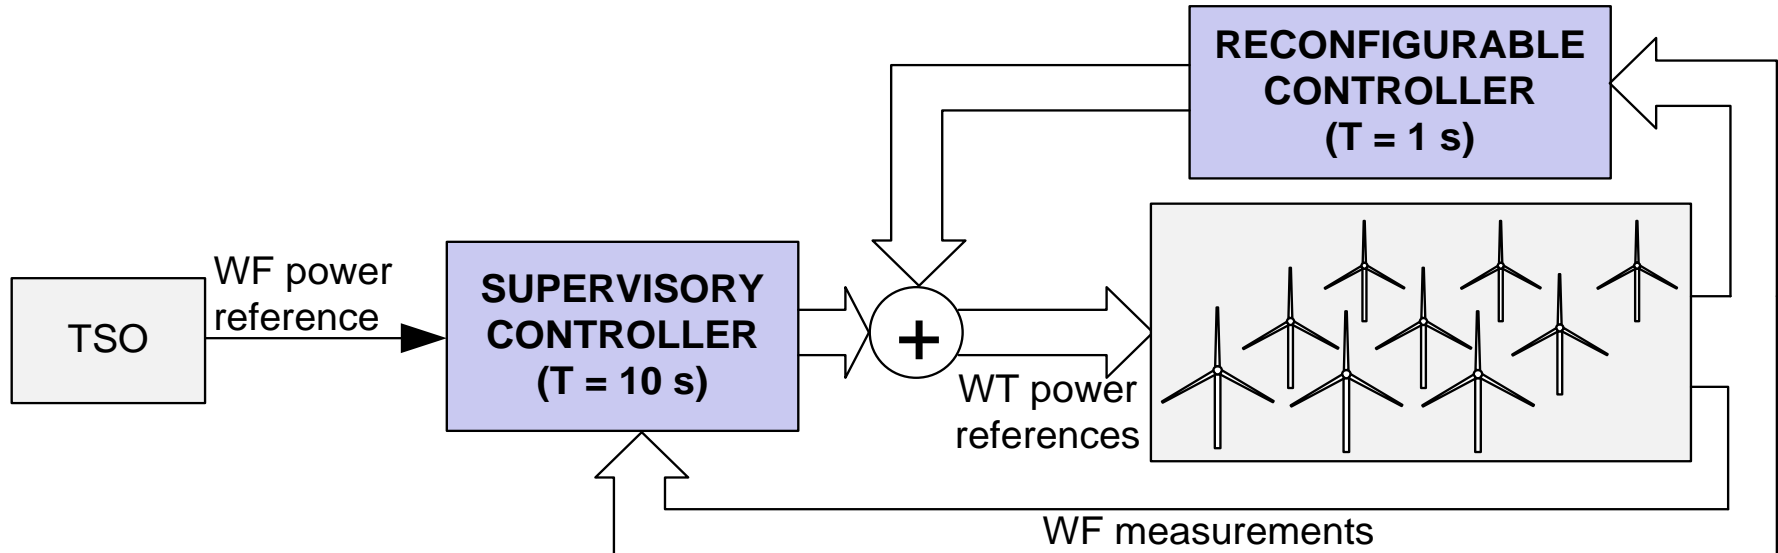 RECONFIGURABLE
CONTROLLER
(T = 1 s)
WF power
reference
TSO
SUPERVISORY
CONTROLLER
(T = 10 s)
+
WT power
references
WF measurements